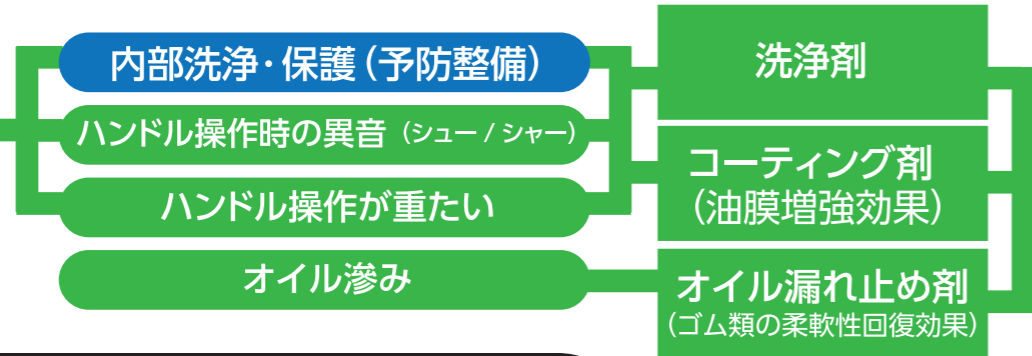 内部洗浄・保護（予防整備）
ハンドル操作時の異音（シュー / シャー）
ハンドル操作が重たい
オイル滲み
洗浄剤
コーティング剤
（油膜増強効果）
オイル漏れ止め剤
（ゴム類の柔軟性回復効果）